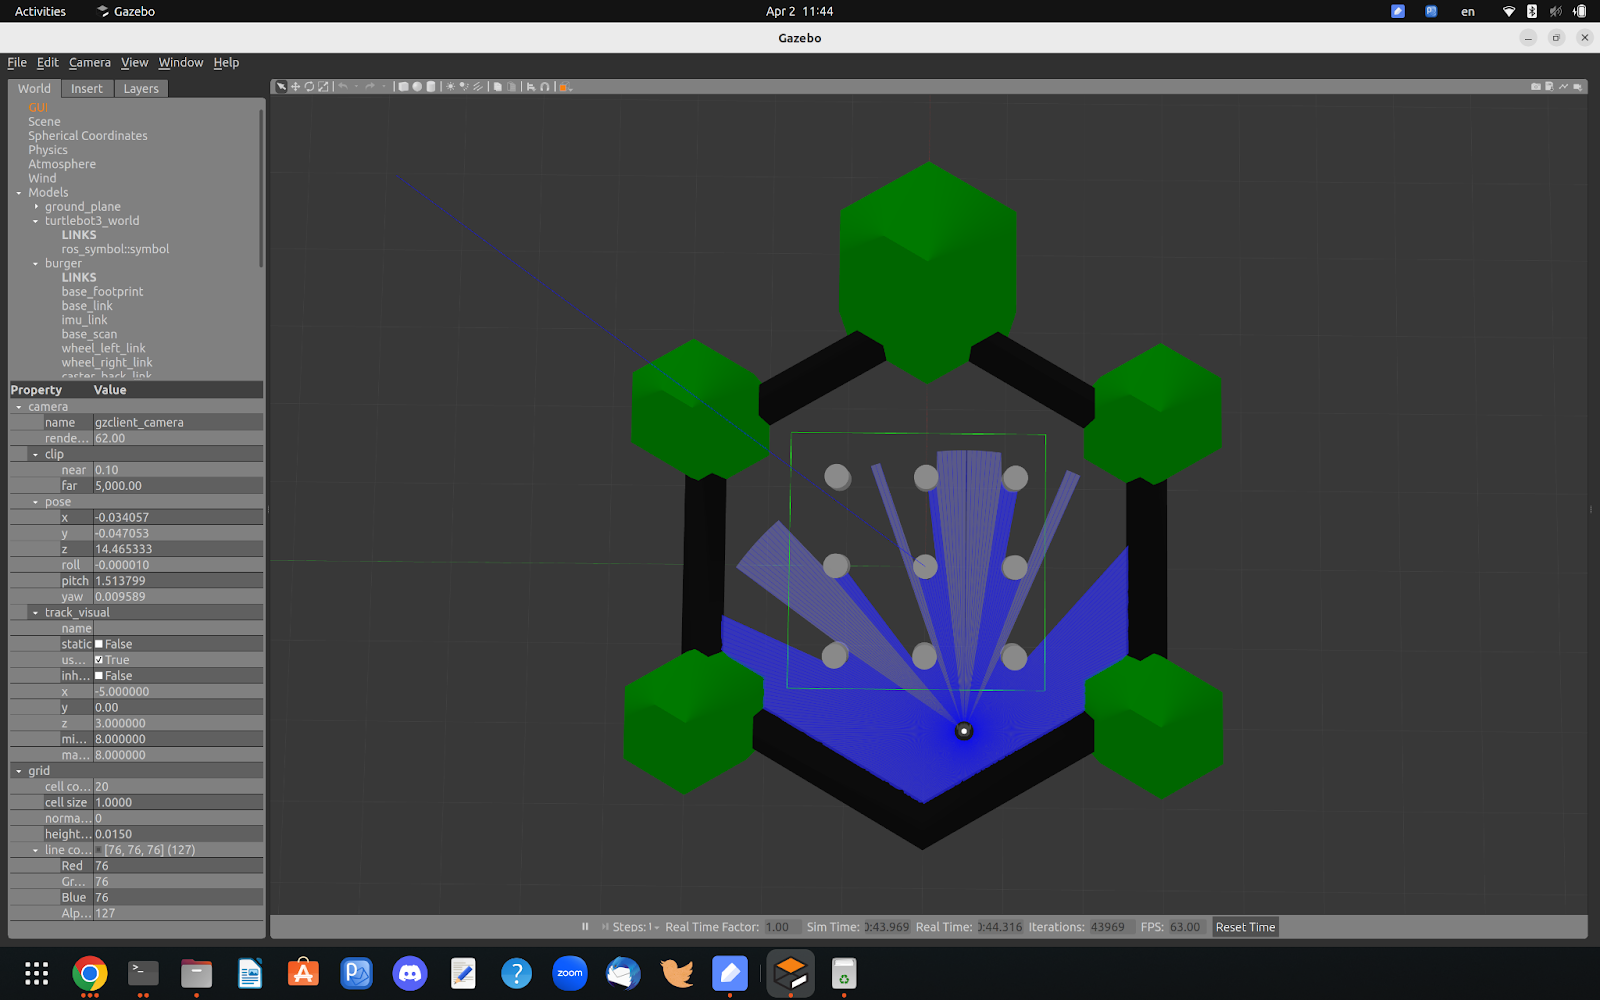 Activities Gazebo Apr 2 11:44 en
Gazebo
File Edit Camera View Window Help
World Insert Layers
GUI
Scene
Spherical Coordinates
Physics
Atmosphere
Wind
Models
ground_plane
turtlebot3_world
LINKS
ros_symbol::symbol
burger
LINKS
base_footprint
base_link
imu_link
base_scan
wheel_left_link
wheel_right_link
caster_back_link
Property Value
camera
name gzclient_camera
rende... 62.00
clip
near 0.10
far 5,000.00
pose
x -0.034057
y -0.047053
z 14.465333
roll -0.000010
pitch 1.513799
yaw 0.009589
track_visual
name
static False
us... True
inh... False
x -5.000000
y 0.00
z 3.000000
mi... 8.000000
ma... 8.000000
grid
cell co... 20
cell size 1.0000
norma... 0
height... 0.0150
line co... [76, 76, 76] (127)
Red 76
Gr... 76
Blue 76
Alp... 127
Steps: 1 Real Time Factor: 1.00 Sim Time: 0:43.969 Real Time: 0:44.316 Iterations: 43969 FPS: 63.00 Reset Time
zoom